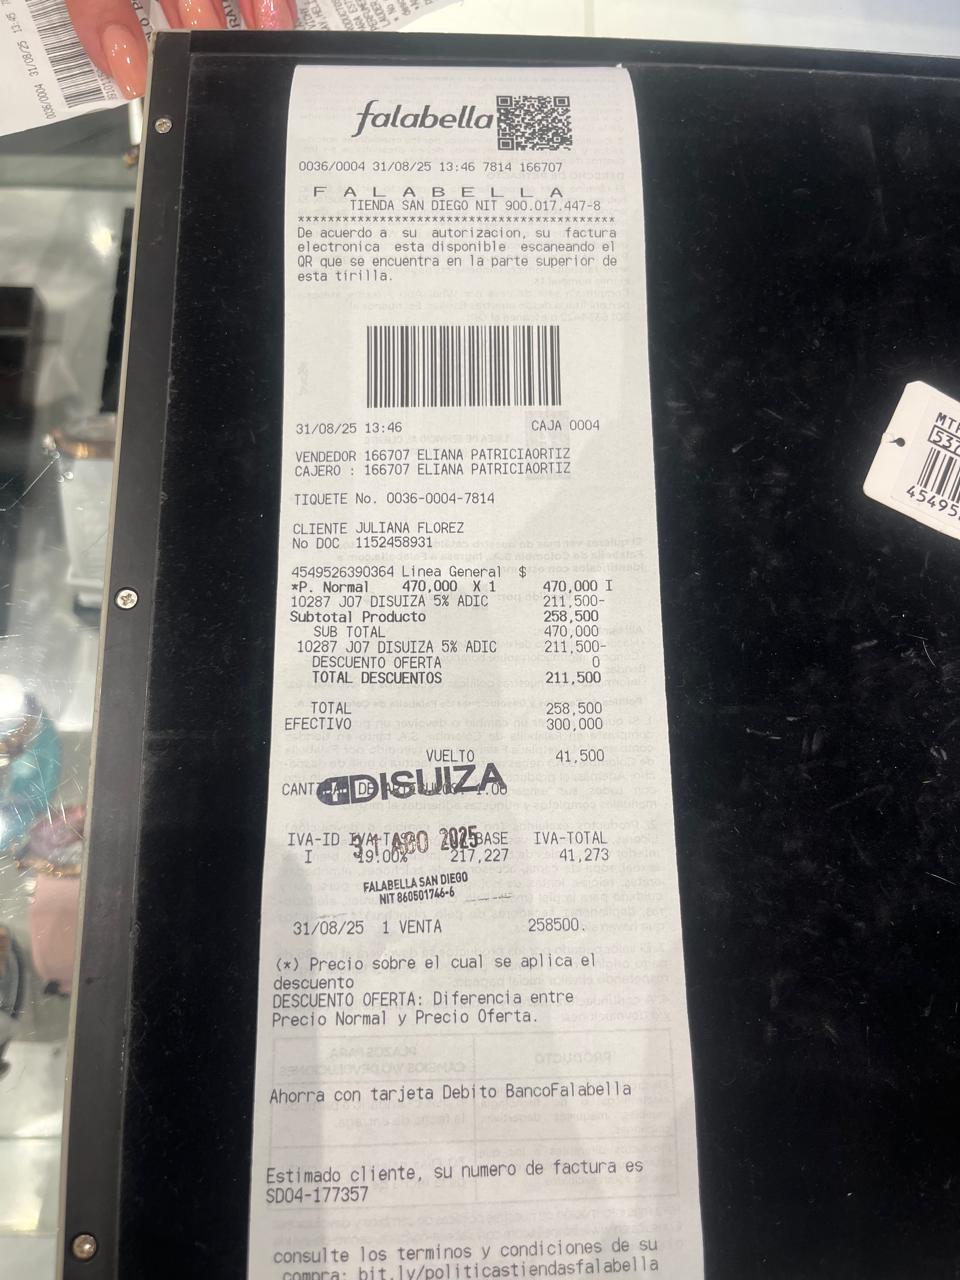 falabella
0036/0004 31/08/25 13:46 7814 166707
F A L A B E L L A
TIENDA SAN DIEGO NIT 900.017.447-8
****************************************************
De acuerdo a su autorizacion, su factura
electronica esta disponible escaneando el
QR que se encuentra en la parte superior de
esta tirilla.
31/08/25 13:46 CAJA 0004
VENDEDOR 166707 ELIANA PATRICIAORTIZ
CAJERO : 166707 ELIANA PATRICIAORTIZ
TIQUETE No. 0036-0004-7814
CLIENTE JULIANA FLOREZ
No DOC 1152458931
4549526390364 Linea General $
*P. Normal 470,000 X 1 470,000 I
10287 J07 DISUIZA 5% ADIC 211,500-
Subtotal Producto 258,500
SUB TOTAL 470,000
10287 J07 DISUIZA 5% ADIC 211,500-
DESCUENTO OFERTA 0
TOTAL DESCUENTOS 211,500
TOTAL 258,500
EFECTIVO 300,000
VUELTO 41,500
DISUIZA
31 AGO 2025
IVA-ID BASE IVA-TOTAL
I 19.00% 217,227 41,273
FALABELLA SAN DIEGO
NIT 860501746-6
31/08/25 1 VENTA 258500.
(*) Precio sobre el cual se aplica el
descuento
DESCUENTO OFERTA: Diferencia entre
Precio Normal y Precio Oferta.
Ahorra con tarjeta Debito BancoFalabella
Estimado cliente, su numero de factura es
SD04-177357
consulte los terminos y condiciones de su
compra: bit.ly/politicastiendasfalabella
0036/0004 31/08/25